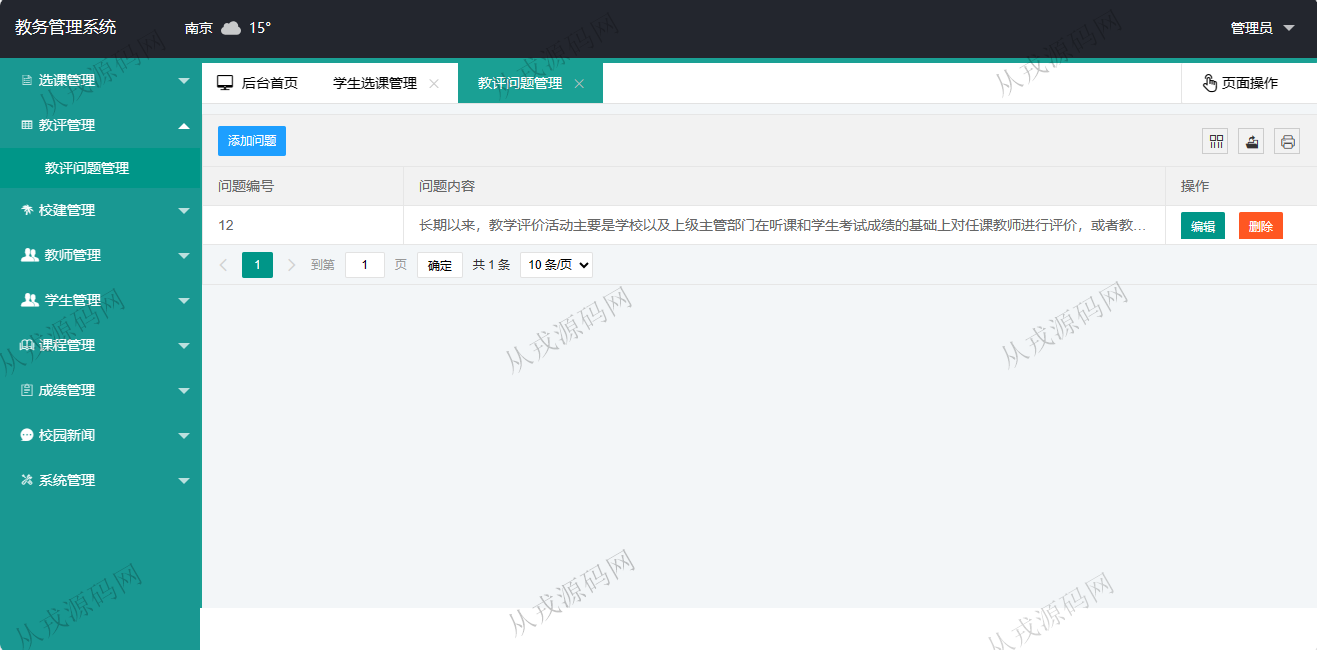 教务管理系统
南京 15°
管理员
选课管理
教评管理
教评问题管理
校建管理
教师管理
学生管理
课程管理
成绩管理
校园新闻
系统管理
后台首页
学生选课管理
教评问题管理
页面操作
添加问题
问题编号 问题内容 操作
12 长期以来，教学评价活动主要是学校以及上级主管部门在听课和学生考试成绩的基础上对任课教师进行评价，或者教... 编辑 删除
1 到第 1 页 确定 共 1 条 10 条/页
从戎源码网
从戎源码网
从戎源码网
从戎源码网
从戎源码网
从戎源码网
从戎源码网
从戎源码网
从戎源码网